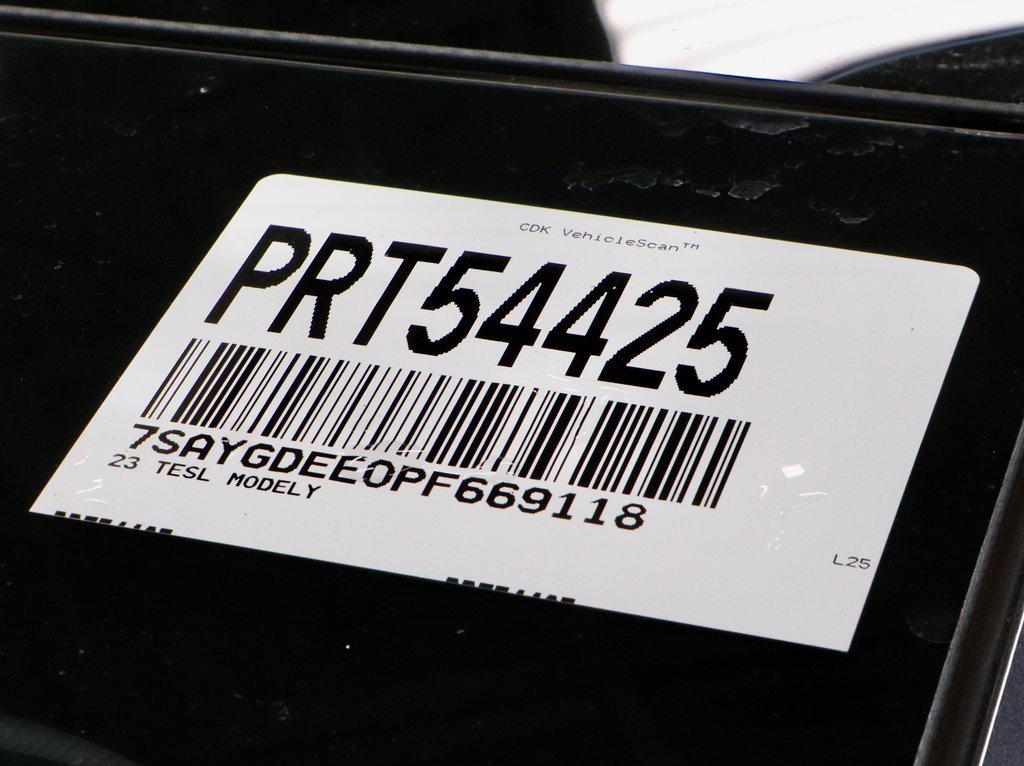 CDK VehicleScan™
PRT54425
7SAYGDEE0PF669118
23 TESL MODELY
L25